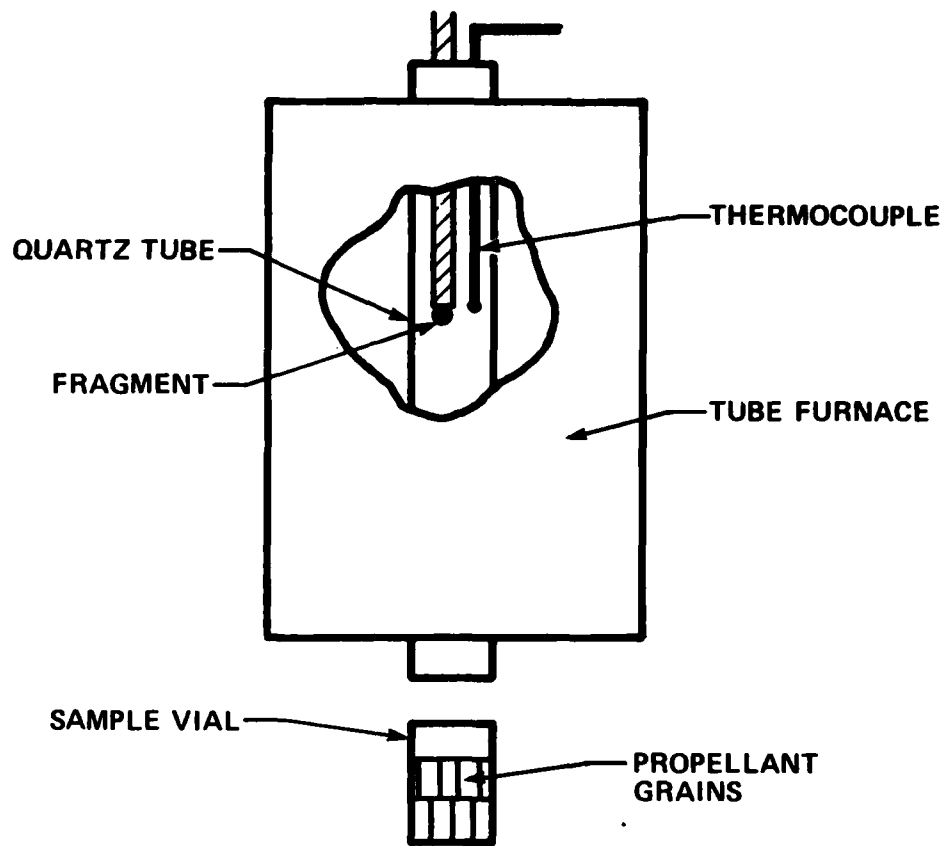 THERMOCOUPLE
QUARTZ TUBE
FRAGMENT
TUBE FURNACE
SAMPLE VIAL
PROPELLANT
GRAINS